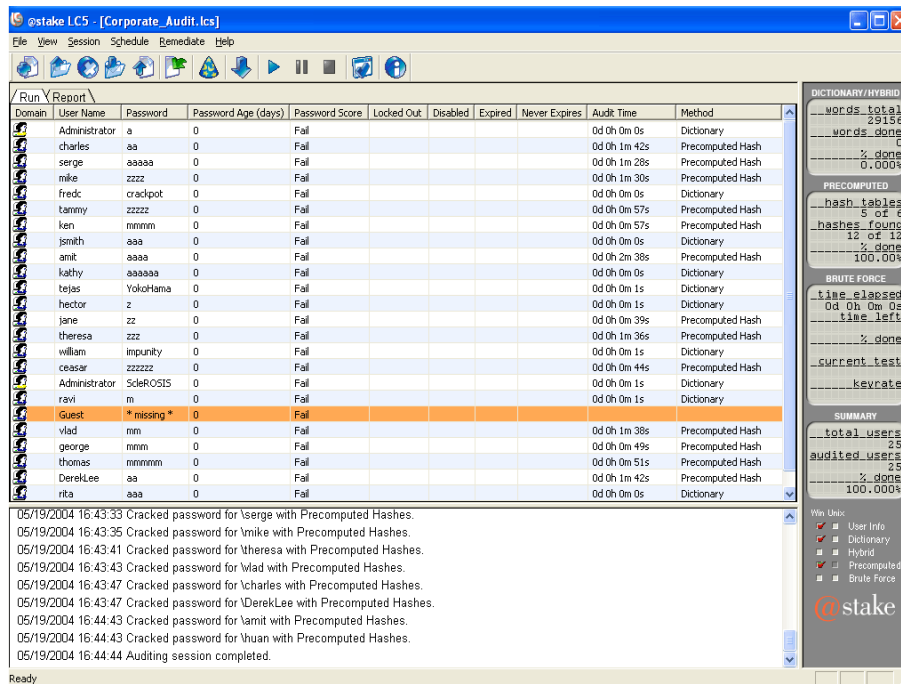 @stake LC5 - [Corporate_Audit.lcs]
File View Session Schedule Remediate Help
Run Report
Domain User Name Password Password Age (days) Password Score Locked Out Disabled Expired Never Expires Audit Time Method
Administrator a 0 Fail 0d 0h 0m 0s Dictionary
charles aa 0 Fail 0d 0h 1m 42s Precomputed Hash
serge aaaaa 0 Fail 0d 0h 1m 28s Precomputed Hash
mike zzzz 0 Fail 0d 0h 1m 30s Precomputed Hash
fredc crackpot 0 Fail 0d 0h 0m 0s Dictionary
tammy zzzzz 0 Fail 0d 0h 0m 57s Precomputed Hash
ken mmmm 0 Fail 0d 0h 0m 57s Precomputed Hash
jsmith aaa 0 Fail 0d 0h 0m 0s Dictionary
amit aaaa 0 Fail 0d 0h 2m 38s Precomputed Hash
kathy aaaaaa 0 Fail 0d 0h 0m 0s Dictionary
tejas YokoHama 0 Fail 0d 0h 0m 1s Dictionary
hector z 0 Fail 0d 0h 0m 1s Dictionary
jane zz 0 Fail 0d 0h 0m 39s Precomputed Hash
theresa zzz 0 Fail 0d 0h 1m 36s Precomputed Hash
william impunity 0 Fail 0d 0h 0m 1s Dictionary
ceasar zzzzzz 0 Fail 0d 0h 0m 44s Precomputed Hash
Administrator ScleROSIS 0 Fail 0d 0h 0m 1s Dictionary
ravi m 0 Fail 0d 0h 0m 1s Dictionary
Guest * missing * 0 Fail
vlad mm 0 Fail 0d 0h 1m 38s Precomputed Hash
george mmm 0 Fail 0d 0h 0m 49s Precomputed Hash
thomas mmmmm 0 Fail 0d 0h 0m 51s Precomputed Hash
DerekLee aa 0 Fail 0d 0h 1m 42s Precomputed Hash
rita aaa 0 Fail 0d 0h 0m 0s Dictionary
05/19/2004 16:43:33 Cracked password for \serge with Precomputed Hashes.
05/19/2004 16:43:35 Cracked password for \mike with Precomputed Hashes.
05/19/2004 16:43:41 Cracked password for \theresa with Precomputed Hashes.
05/19/2004 16:43:43 Cracked password for \vlad with Precomputed Hashes.
05/19/2004 16:43:47 Cracked password for \charles with Precomputed Hashes.
05/19/2004 16:43:47 Cracked password for \DerekLee with Precomputed Hashes.
05/19/2004 16:44:43 Cracked password for \amit with Precomputed Hashes.
05/19/2004 16:44:43 Cracked password for \huan with Precomputed Hashes.
05/19/2004 16:44:44 Auditing session completed.
Ready
DICTIONARY/HYBRID
words total
29156
words done
0
% done
0.000%
PRECOMPUTED
hash tables
5 of 6
hashes found
12 of 12
% done
100.00%
BRUTE FORCE
time elapsed
0d 0h 0m 0s
time left
% done
current test
keyrate
SUMMARY
total users
25
audited users
25
% done
100.000%
Win Unix
User Info
Dictionary
Hybrid
Precomputed
Brute Force
@stake